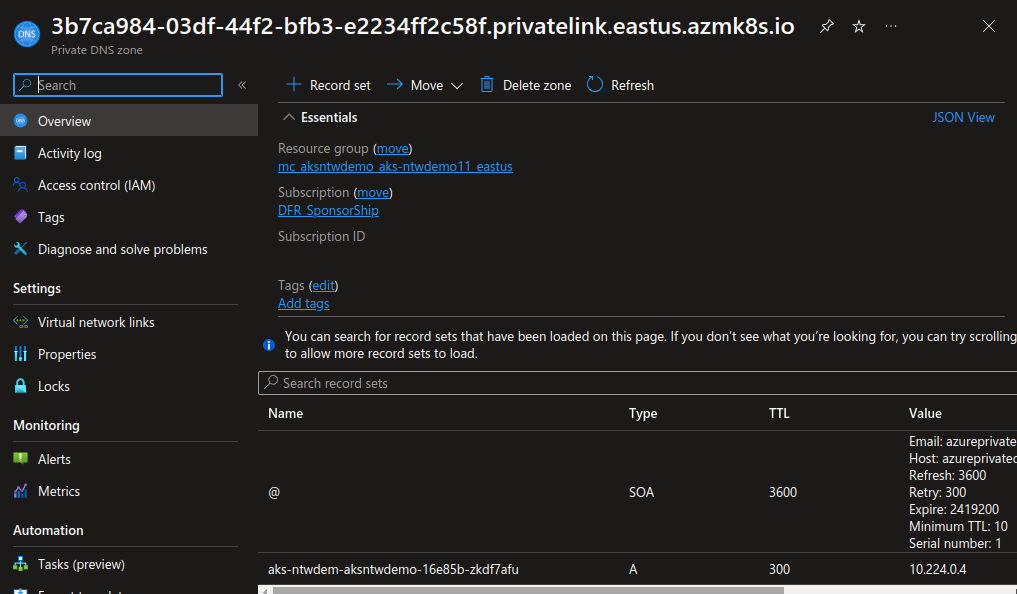 3b7ca984-03df-44f2-bfb3-e2234ff2c58f.privatelink.eastus.azmk8s.io
DNS
Private DNS zone
Search
Overview
Activity log
Access control (IAM)
Tags
Diagnose and solve problems
Settings
Virtual network links
Properties
Locks
Monitoring
Alerts
Metrics
Automation
Tasks (preview)
Record set
Move
Delete zone
Refresh
Essentials
JSON View
Resource group (move)
mc_aksntwdemo_aks-ntwdemo11_eastus
Subscription (move)
DFR_SponsorShip
Subscription ID
Tags (edit)
Add tags
You can search for record sets that have been loaded on this page. If you don't see what you're looking for, you can try scrolling
to allow more record sets to load.
Search record sets
Name Type TTL Value
@ SOA 3600
Email: azureprivate
Host: azureprivated
Refresh: 3600
Retry: 300
Expire: 2419200
Minimum TTL: 10
Serial number: 1
aks-ntwdem-aksntwdemo-16e85b-zkdf7afu A 300 10.224.0.4